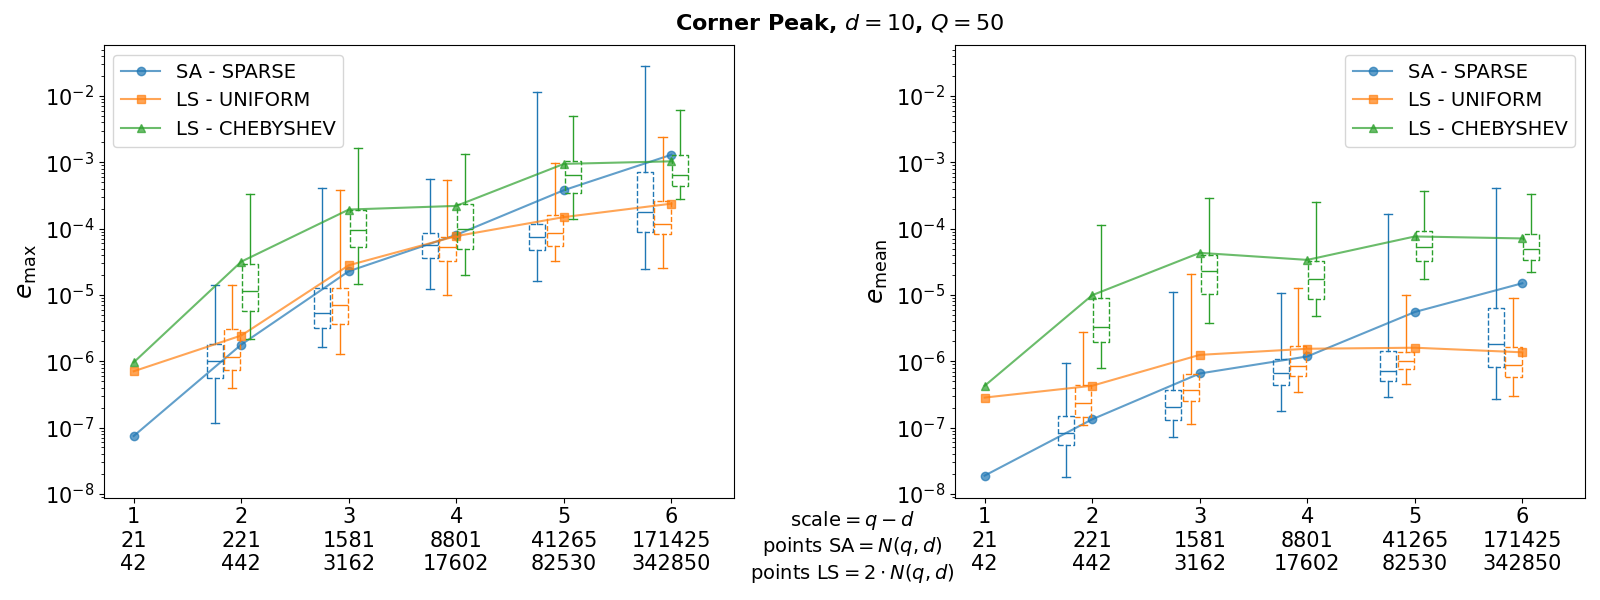 Corner Peak, d = 10, Q = 50
SA - SPARSE
LS - UNIFORM
LS - CHEBYSHEV
e_max
10^-2
10^-3
10^-4
10^-5
10^-6
10^-7
10^-8
1 2 3 4 5 6
21 221 1581 8801 41265 171425
42 442 3162 17602 82530 342850
scale = q − d
points SA = N(q, d)
points LS = 2 · N(q, d)
SA - SPARSE
LS - UNIFORM
LS - CHEBYSHEV
e_mean
10^-2
10^-3
10^-4
10^-5
10^-6
10^-7
10^-8
1 2 3 4 5 6
21 221 1581 8801 41265 171425
42 442 3162 17602 82530 342850